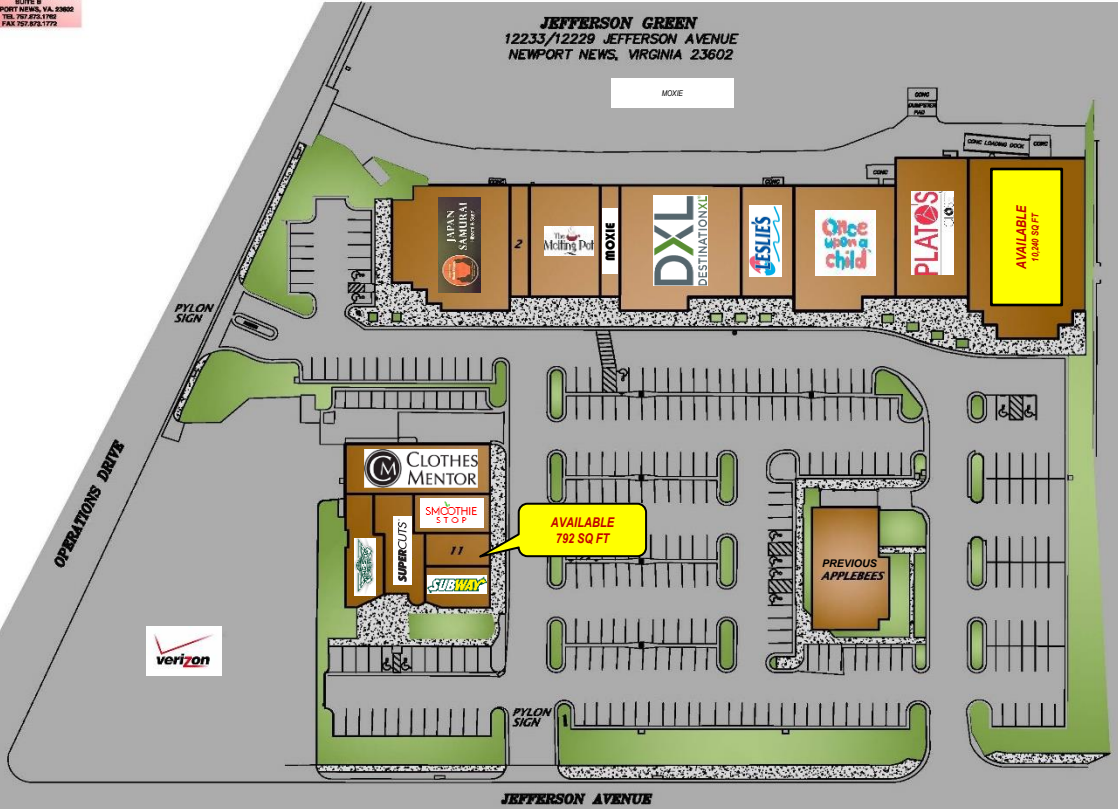 SUITE B
PORT NEWS, VA. 23602
TEL 757.873.1762
FAX 757.873.1772
JEFFERSON GREEN
12233/12229 JEFFERSON AVENUE
NEWPORT NEWS, VIRGINIA 23602
MOXIE
CONC
DUMPSTER
PAD
CONC LOADING DOCK
CONC
CONC
CONC
CONC
JAPAN
SAMURAI
2
The
Melting Pot
MOXIE
DXL
DESTINATIONXL
LESLIE'S
Once
upon a
child
PLATOS
AVAILABLE
10,240 SQ FT
PYLON
SIGN
OPERATIONS DRIVE
CM
CLOTHES
MENTOR
SMOOTHIE
STOP
SUPERCUTS
11
SUBWAY
AVAILABLE
792 SQ FT
PREVIOUS
APPLEBEES
verizon
PYLON
SIGN
JEFFERSON AVENUE